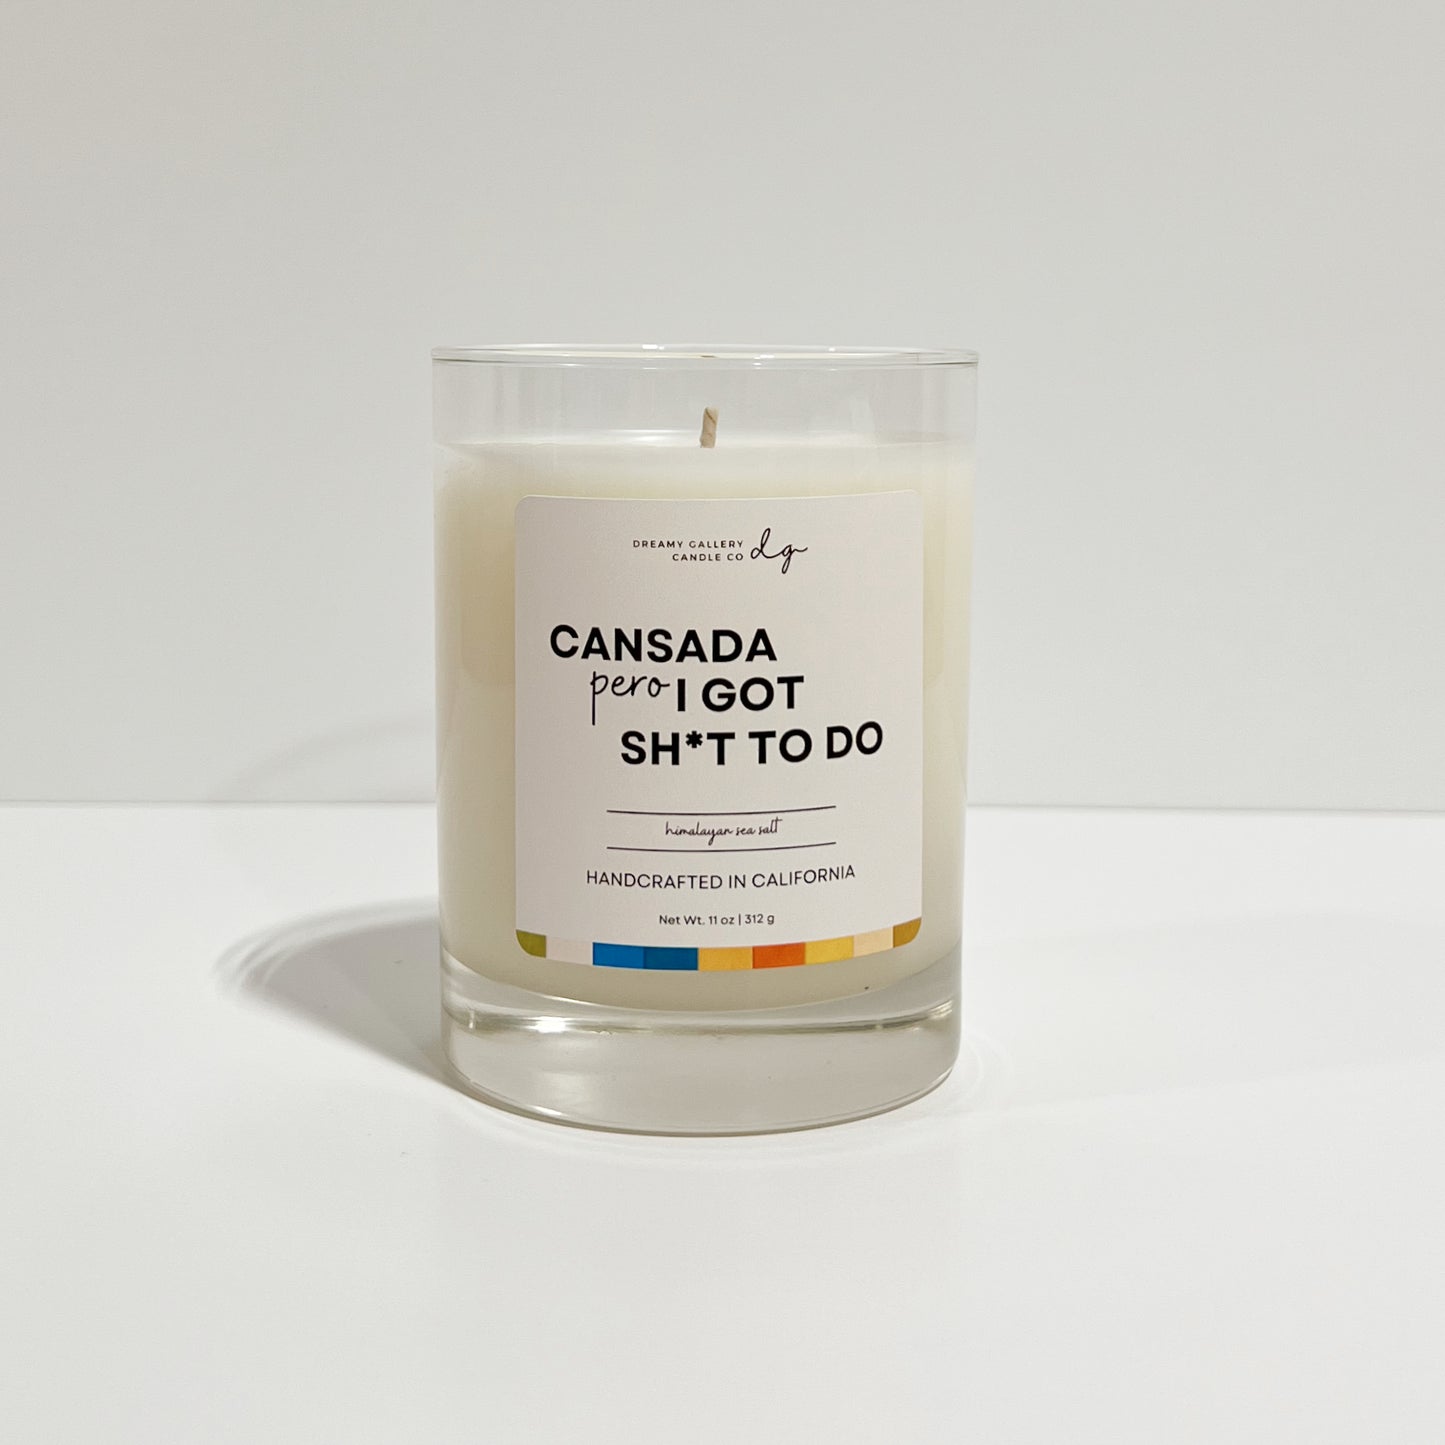 DREAMY GALLERY
CANDLE CO dg
CANSADA
pero I GOT
SH*T TO DO
himalayan sea salt
HANDCRAFTED IN CALIFORNIA
Net Wt. 11 oz | 312 g